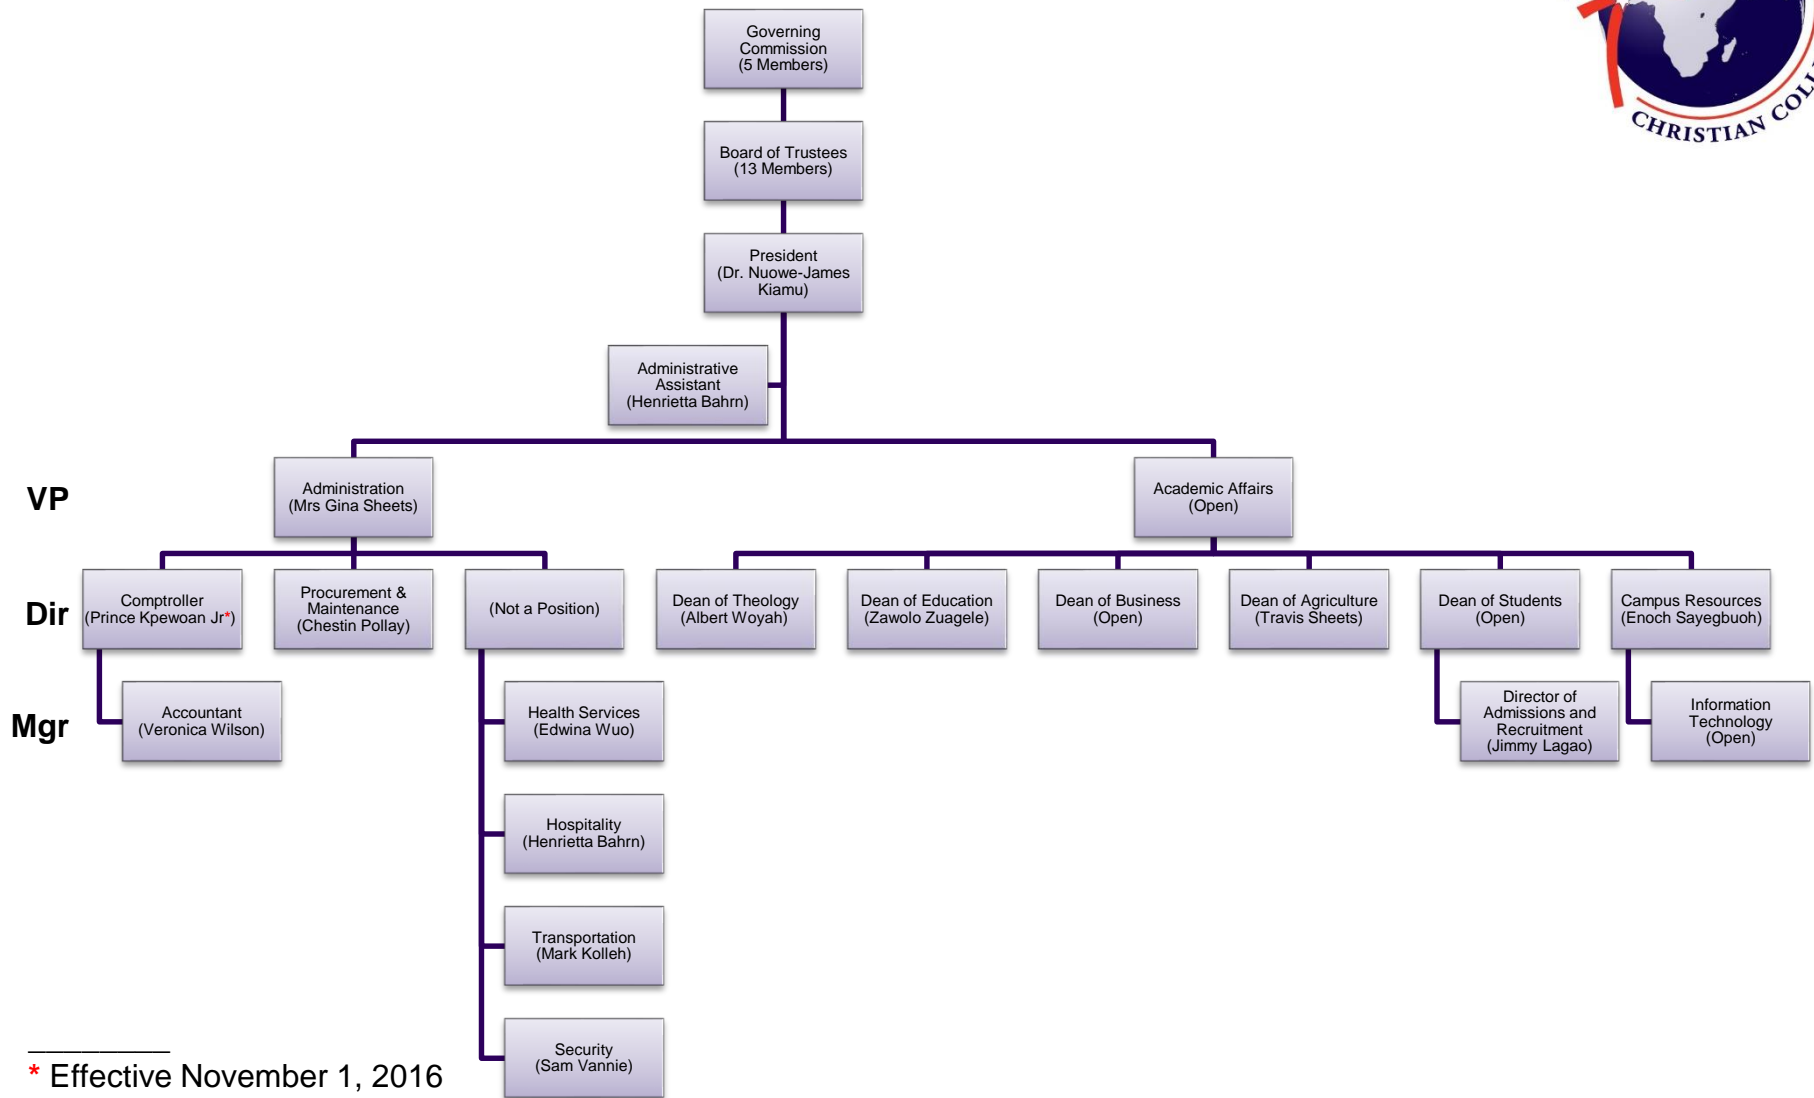 Governing
Commission
(5 Members)
CHRISTIAN
Board of Trustees
(13 Members)
President
(Dr. Nuowe-James
Kiamu)
Administrative
Assistant
(Henrietta Bahrn)
VP
Administration
(Mrs Gina Sheets)
Academic Affairs
(Open)
Dir
Comptroller
(Prince Kpewoan Jr*)
Procurement &
Maintenance
(Chestin Pollay)
(Not a Position)
Dean of Theology
(Albert Woyah)
Dean of Education
(Zawolo Zuagele)
Dean of Business
(Open)
Dean of Agriculture
(Travis Sheets)
Dean of Students
(Open)
Campus Resources
(Enoch Sayegbuoh)
Mgr
Accountant
(Veronica Wilson)
Health Services
(Edwina Wuo)
Director of
Admissions and
Recruitment
(Jimmy Lagao)
Information
Technology
(Open)
Hospitality
(Henrietta Bahrn)
Transportation
(Mark Kolleh)
Security
(Sam Vannie)
* Effective November 1, 2016